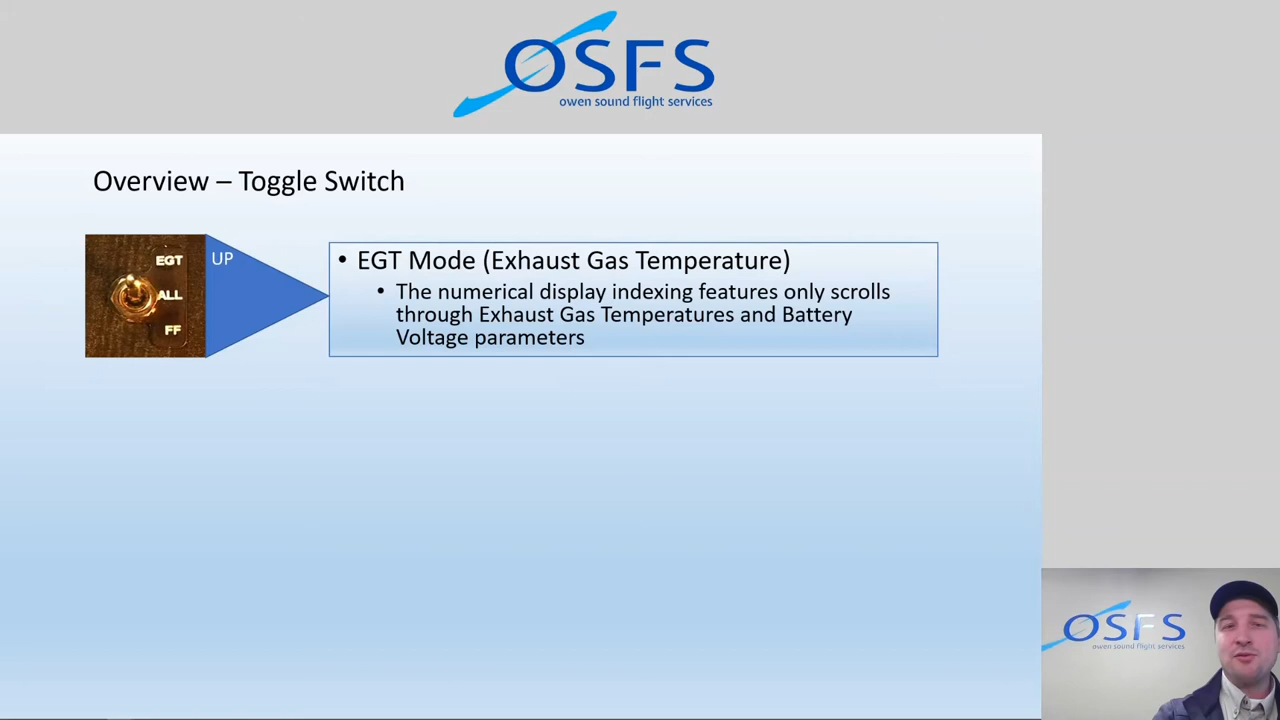 OSFS
owen sound flight services
Overview – Toggle Switch
EGT
ALL
FF
UP
• EGT Mode (Exhaust Gas Temperature)
• The numerical display indexing features only scrolls
through Exhaust Gas Temperatures and Battery
Voltage parameters
OSFS
owen sound flight services